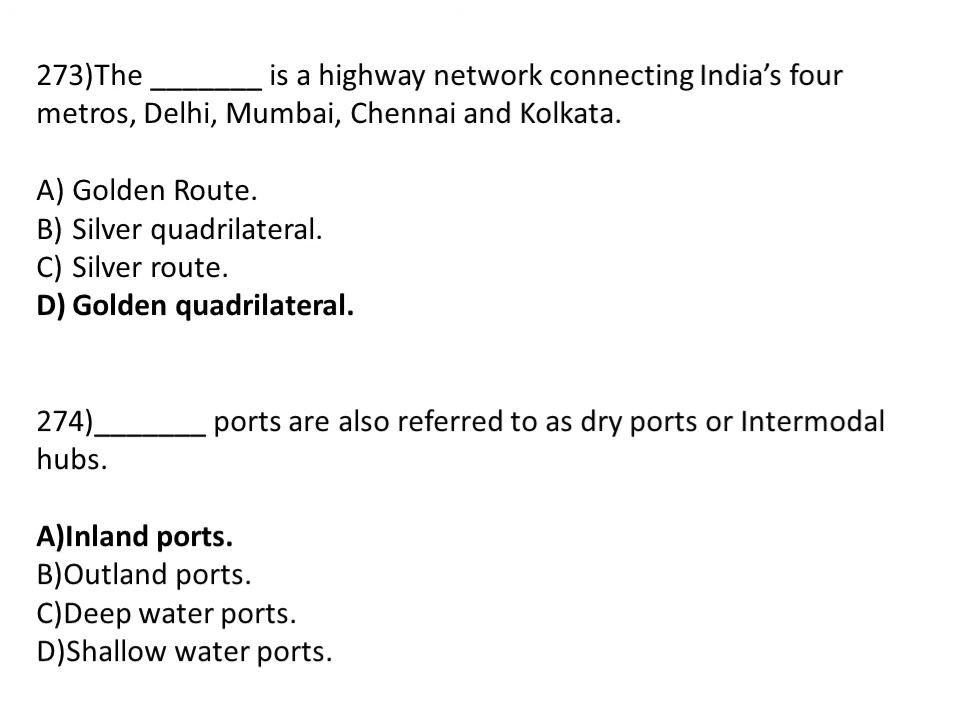 273)The _______ is a highway network connecting India’s four
metros, Delhi, Mumbai, Chennai and Kolkata.
A) Golden Route.
B) Silver quadrilateral.
C) Silver route.
D) Golden quadrilateral.
274)_______ ports are also referred to as dry ports or Intermodal
hubs.
A)Inland ports.
B)Outland ports.
C)Deep water ports.
D)Shallow water ports.